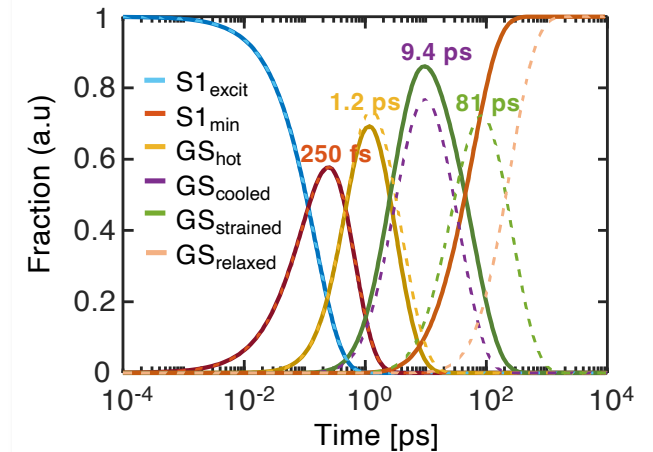 9.4 ps
1.2 ps
81 ps
250 fs
S1excit
S1min
GShot
GScooled
GSstrained
GSrelaxed
Fraction (a.u)
1
0.8
0.6
0.4
0.2
0
10-4
10-2
100
102
104
Time [ps]